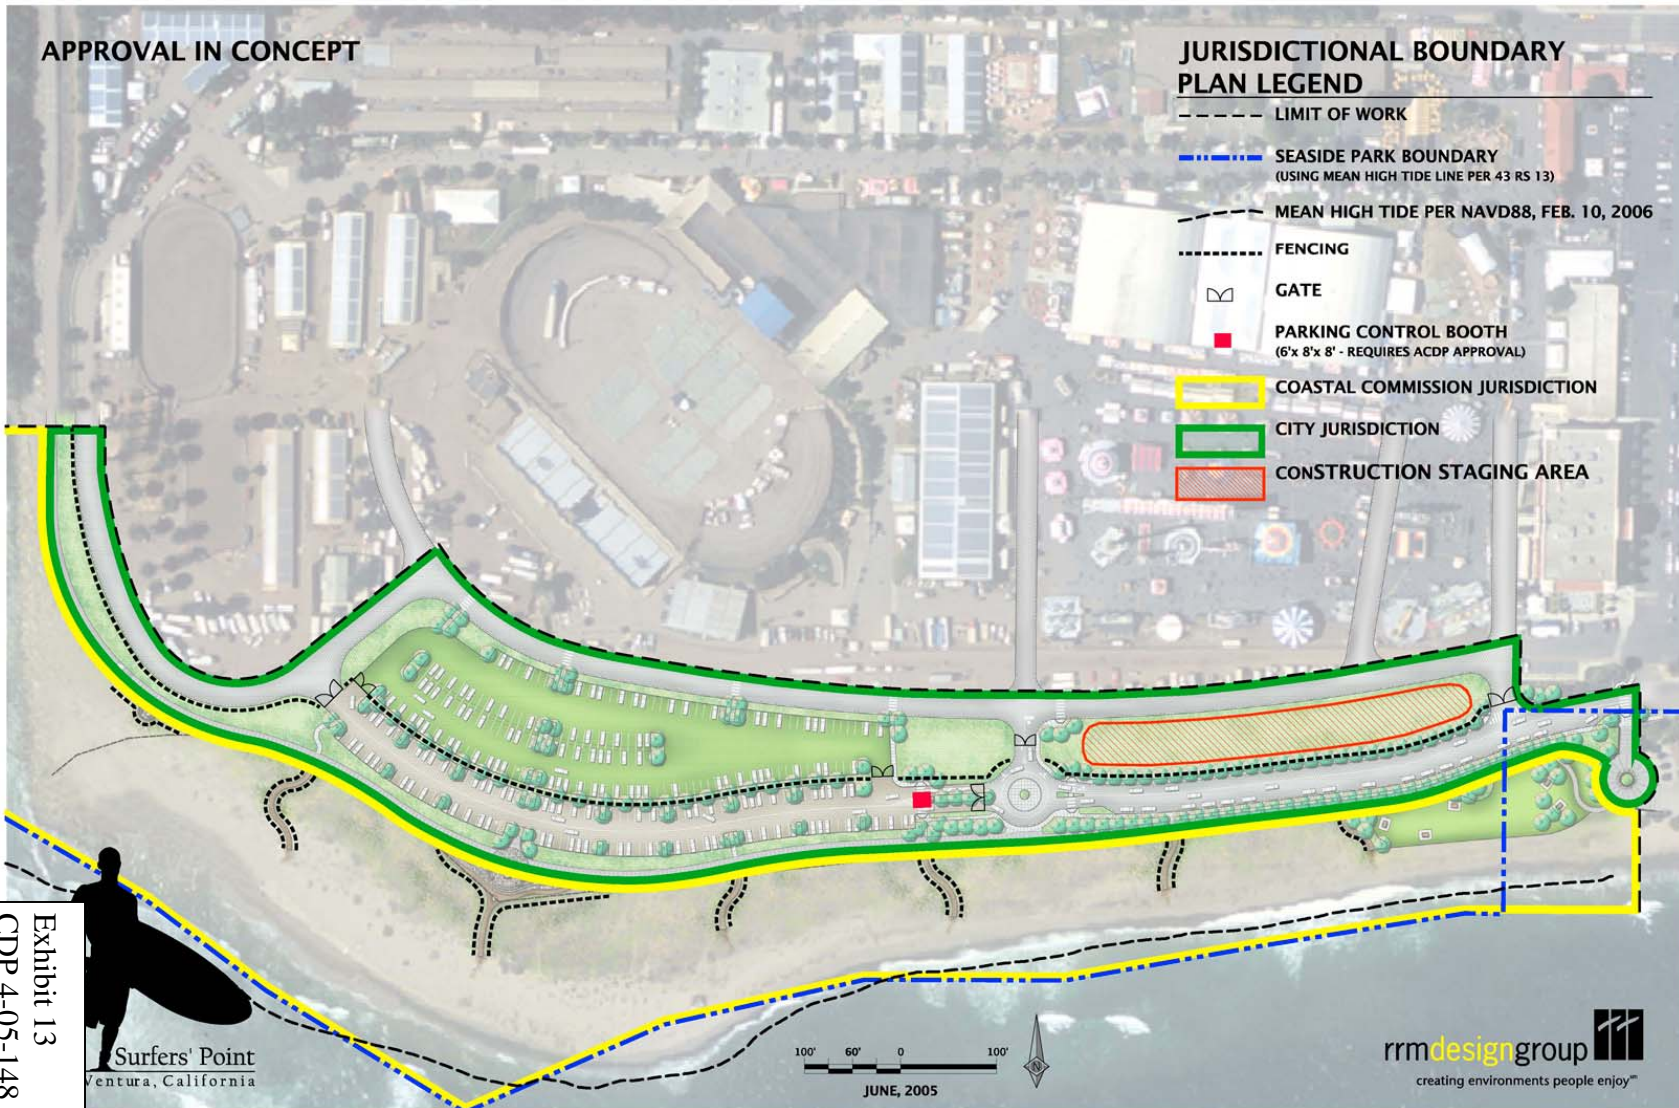 APPROVAL IN CONCEPT
JURISDICTIONAL BOUNDARY
PLAN LEGEND
LIMIT OF WORK
SEASIDE PARK BOUNDARY
(USING MEAN HIGH TIDE LINE PER 43 RS 13)
MEAN HIGH TIDE PER NAVD88, FEB. 10, 2006
FENCING
GATE
PARKING CONTROL BOOTH
(6'x 8'x 8' - REQUIRES ACDP APPROVAL)
COASTAL COMMISSION JURISDICTION
CITY JURISDICTION
CONSTRUCTION STAGING AREA
Exhibit 13
CDP 4-05-148
Surfers' Point
Ventura, California
100' 60' 0 100'
JUNE, 2005
N
rrmdesigngroup
creating environments people enjoy